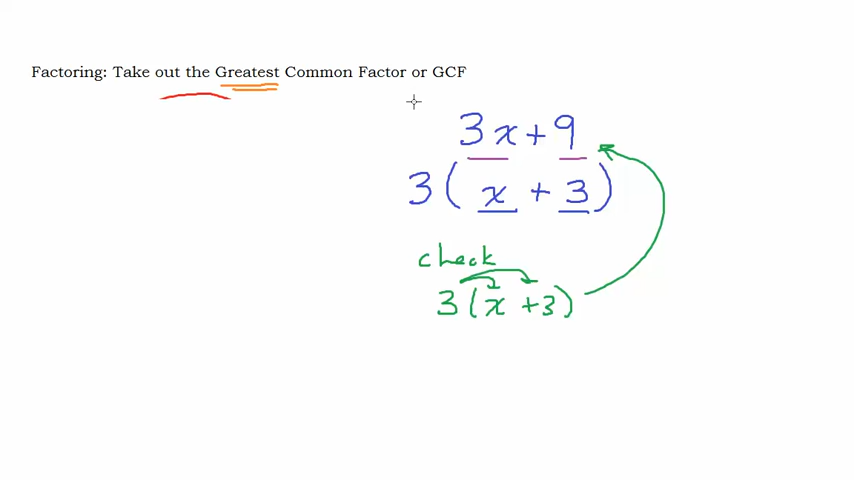 Factoring: Take out the Greatest Common Factor or GCF
3x + 9
3( x + 3 )
check
3(x +3)